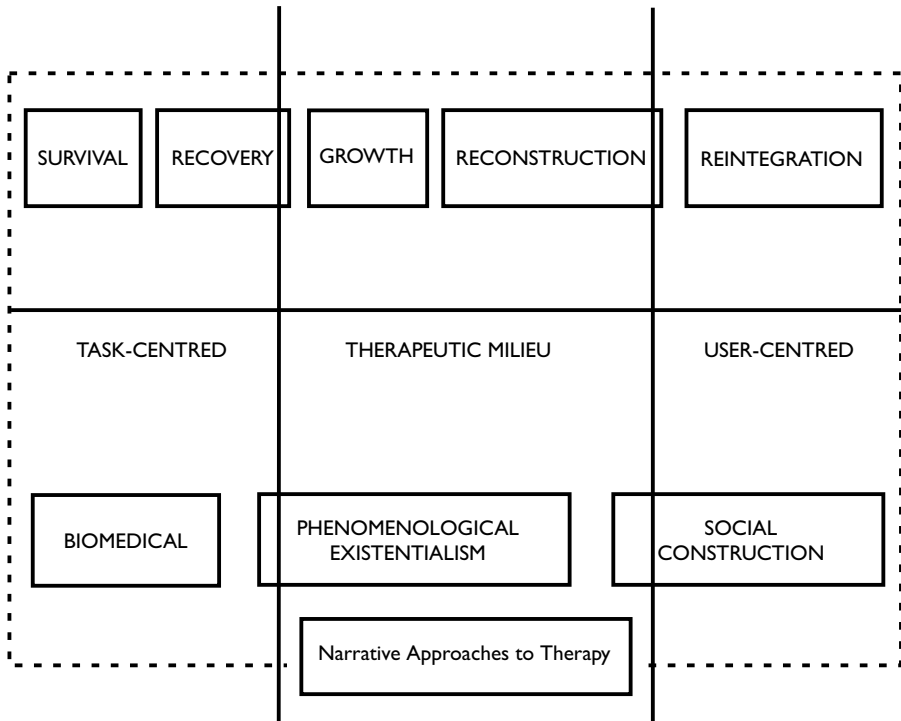 SURVIVAL
RECOVERY
GROWTH
RECONSTRUCTION
REINTEGRATION
TASK-CENTRED
THERAPEUTIC MILIEU
USER-CENTRED
BIOMEDICAL
PHENOMENOLOGICAL
EXISTENTIALISM
SOCIAL
CONSTRUCTION
Narrative Approaches to Therapy